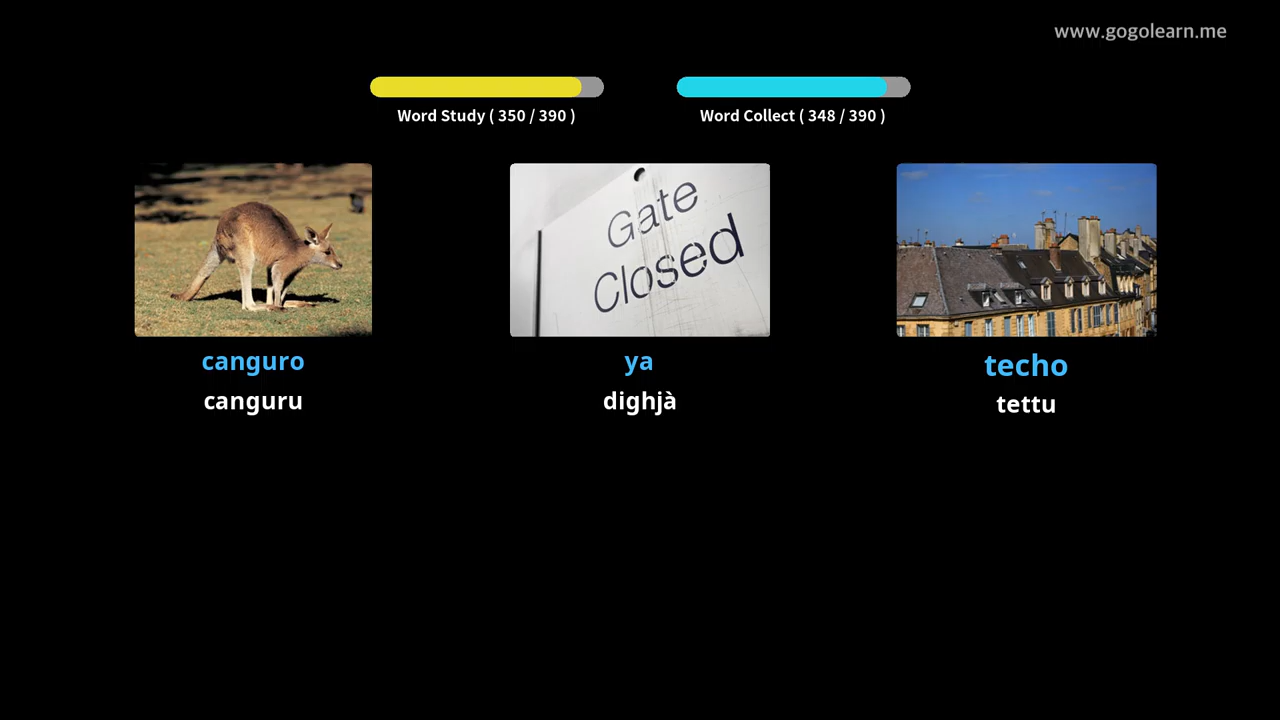 www.gogolearn.me
Word Study ( 350 / 390 )
Word Collect ( 348 / 390 )
Gate
Closed
canguro
ya
techo
canguru
dighjà
tettu